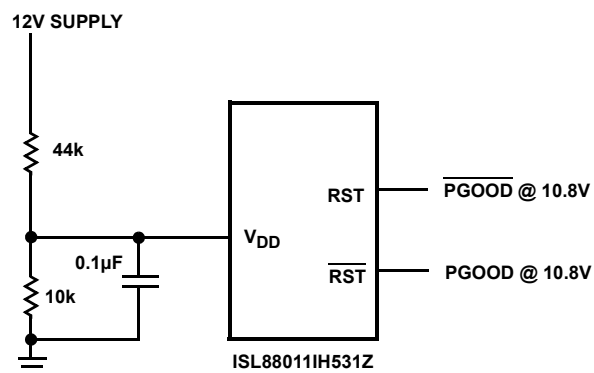 12V SUPPLY
44k
RST
PGOOD @ 10.8V
VDD
0.1µF
RST
PGOOD @ 10.8V
10k
ISL88011IH531Z